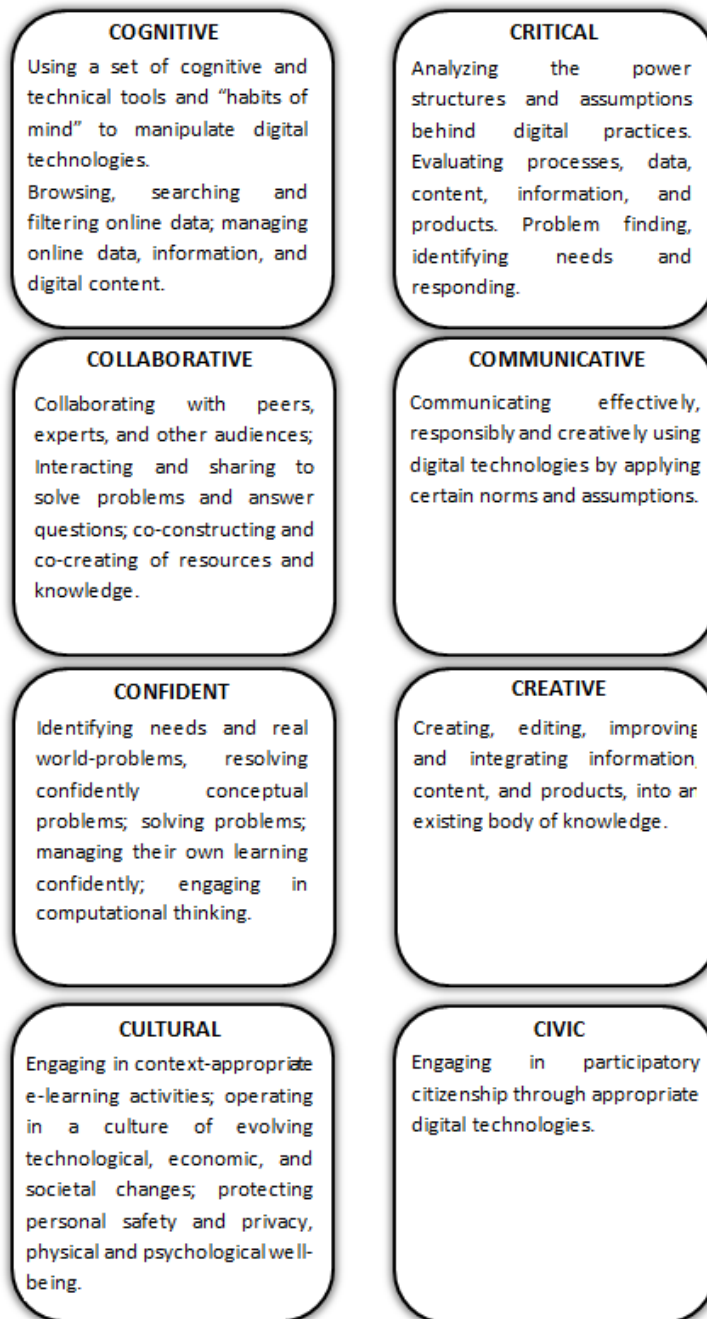 COGNITIVE
Using a set of cognitive and
technical tools and “habits of
mind” to manipulate digital
technologies.
Browsing, searching and
filtering online data; managing
online data, information, and
digital content.
CRITICAL
Analyzing the power
structures and assumptions
behind digital practices.
Evaluating processes, data,
content, information, and
products. Problem finding,
identifying needs and
responding.
COLLABORATIVE
Collaborating with peers,
experts, and other audiences;
Interacting and sharing to
solve problems and answer
questions; co-constructing and
co-creating of resources and
knowledge.
COMMUNICATIVE
Communicating effectively,
responsibly and creatively using
digital technologies by applying
certain norms and assumptions.
CONFIDENT
Identifying needs and real
world-problems, resolving
confidently conceptual
problems; solving problems;
managing their own learning
confidently; engaging in
computational thinking.
CREATIVE
Creating, editing, improving
and integrating information,
content, and products, into an
existing body of knowledge.
CULTURAL
Engaging in context-appropriate
e-learning activities; operating
in a culture of evolving
technological, economic, and
societal changes; protecting
personal safety and privacy,
physical and psychological well-
being.
CIVIC
Engaging in participatory
citizenship through appropriate
digital technologies.